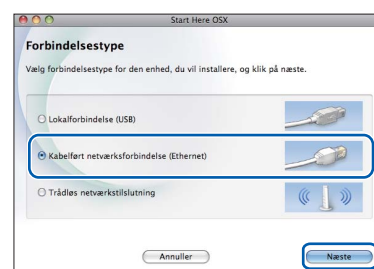 Start Here OSX
Forbindelsestype
Vælg forbindelsestype for den enhed, du vil installere, og klik på næste.
Lokalforbindelse (USB)
Kabelført netværksforbindelse (Ethernet)
Trådløs netværkstilslutning
Annuller
Næste